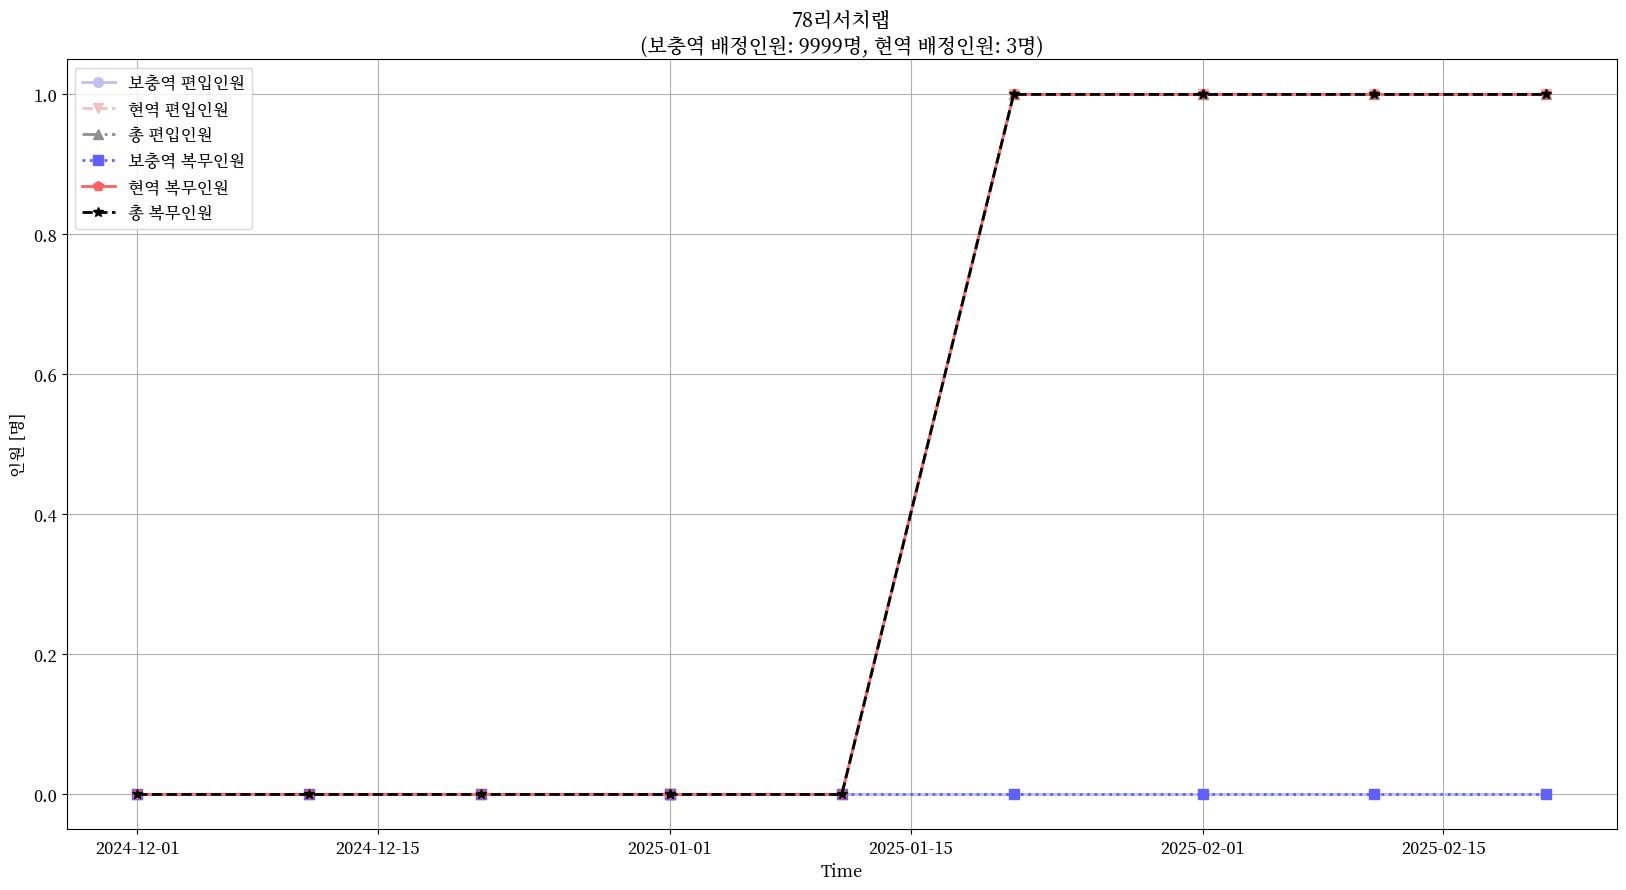 78리서치랩
(보충역 배정인원: 9999명, 현역 배정인원: 3명)
보충역 편입인원
현역 편입인원
총 편입인원
보충역 복무인원
현역 복무인원
총 복무인원
인원 [명]
1.0
0.8
0.6
0.4
0.2
0.0
2024-12-01
2024-12-15
2025-01-01
2025-01-15
2025-02-01
2025-02-15
Time